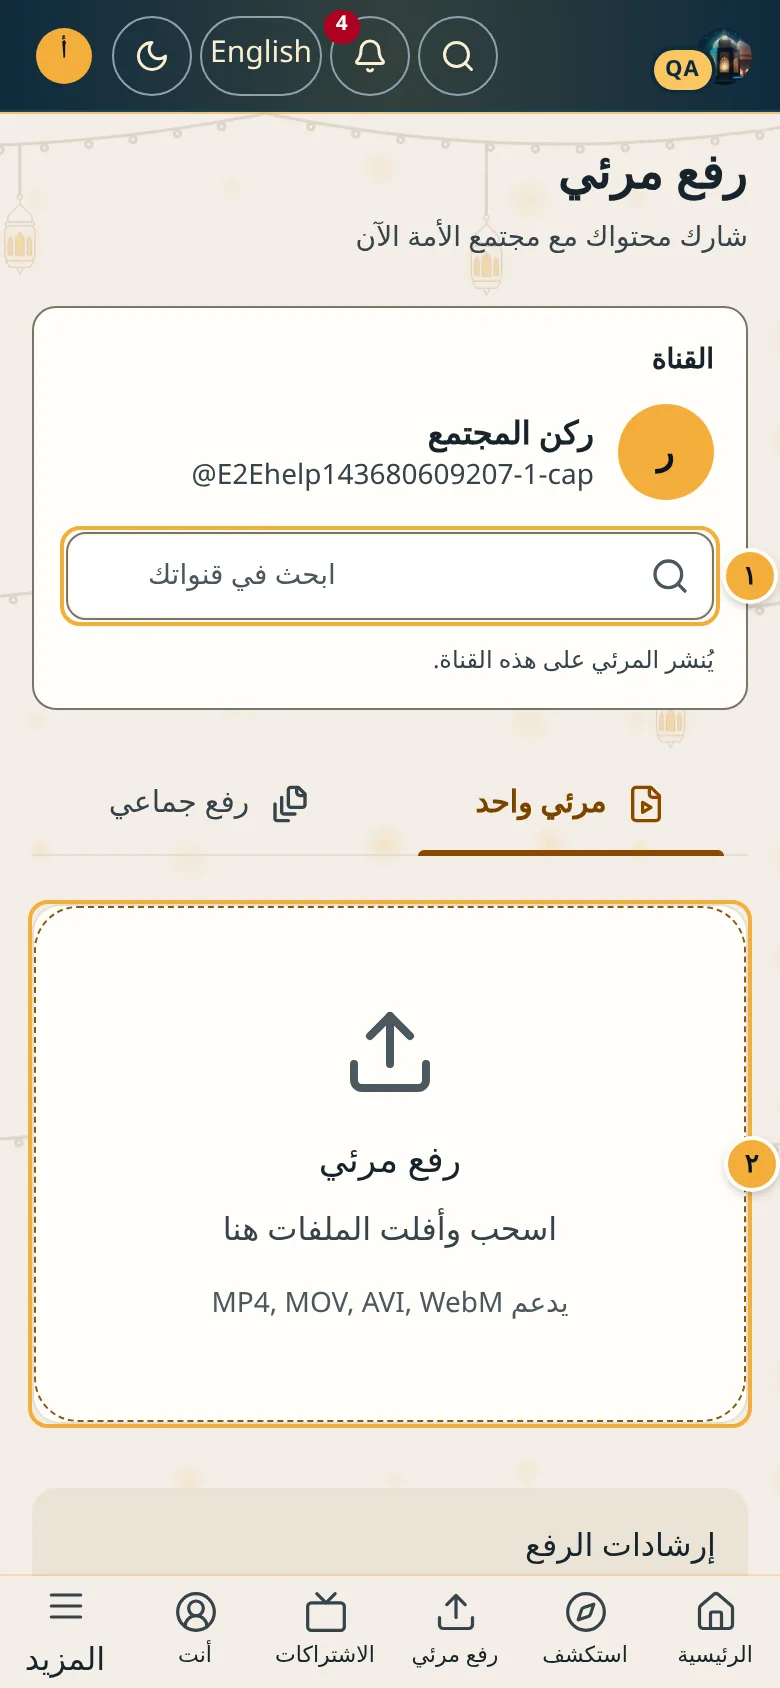 QA
4
English
أ
رفع مرئي
شارك محتواك مع مجتمع الأمة الآن
القناة
ر
ركن المجتمع
@E2Ehelp143680609207-1-cap
ابحث في قنواتك
١
يُنشر المرئي على هذه القناة.
مرئي واحد
رفع جماعي
رفع مرئي
٢
اسحب وأفلت الملفات هنا
يدعم MP4, MOV, AVI, WebM
إرشادات الرفع
الرئيسية
استكشف
رفع مرئي
الاشتراكات
أنت
المزيد